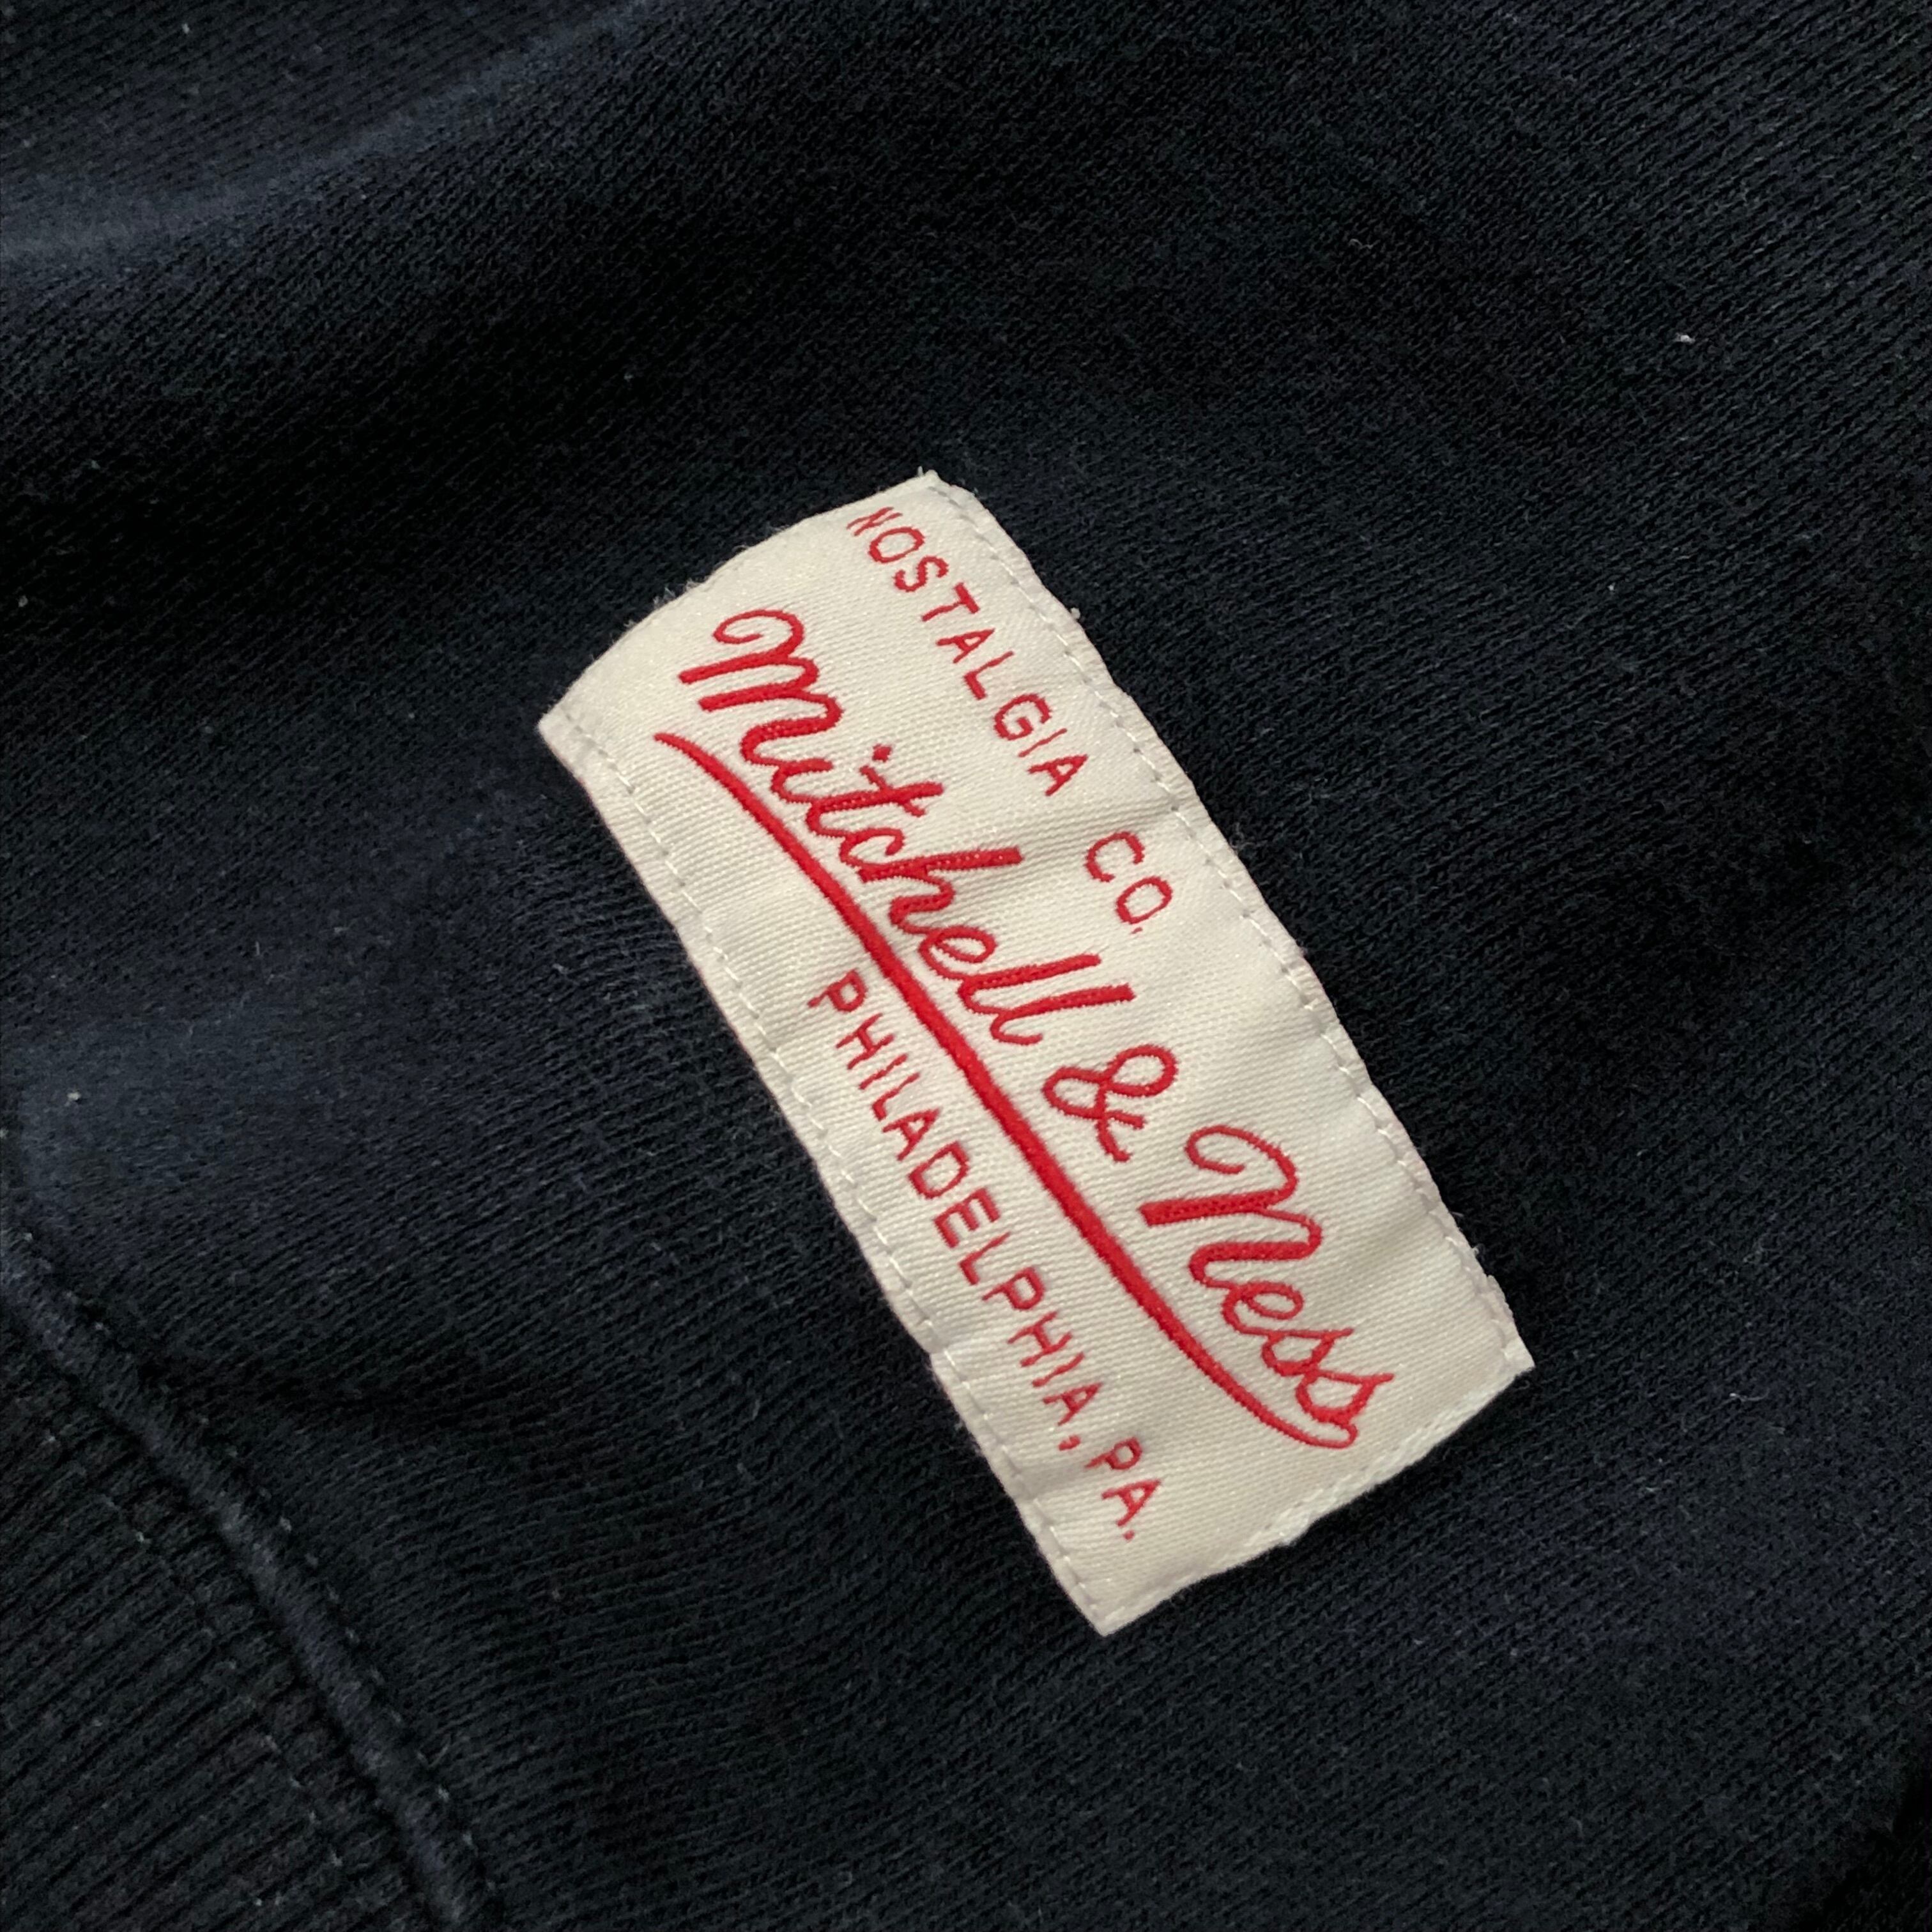 NOSTALGIA CO.
Mitchell & Ness
PHILADELPHIA, PA.